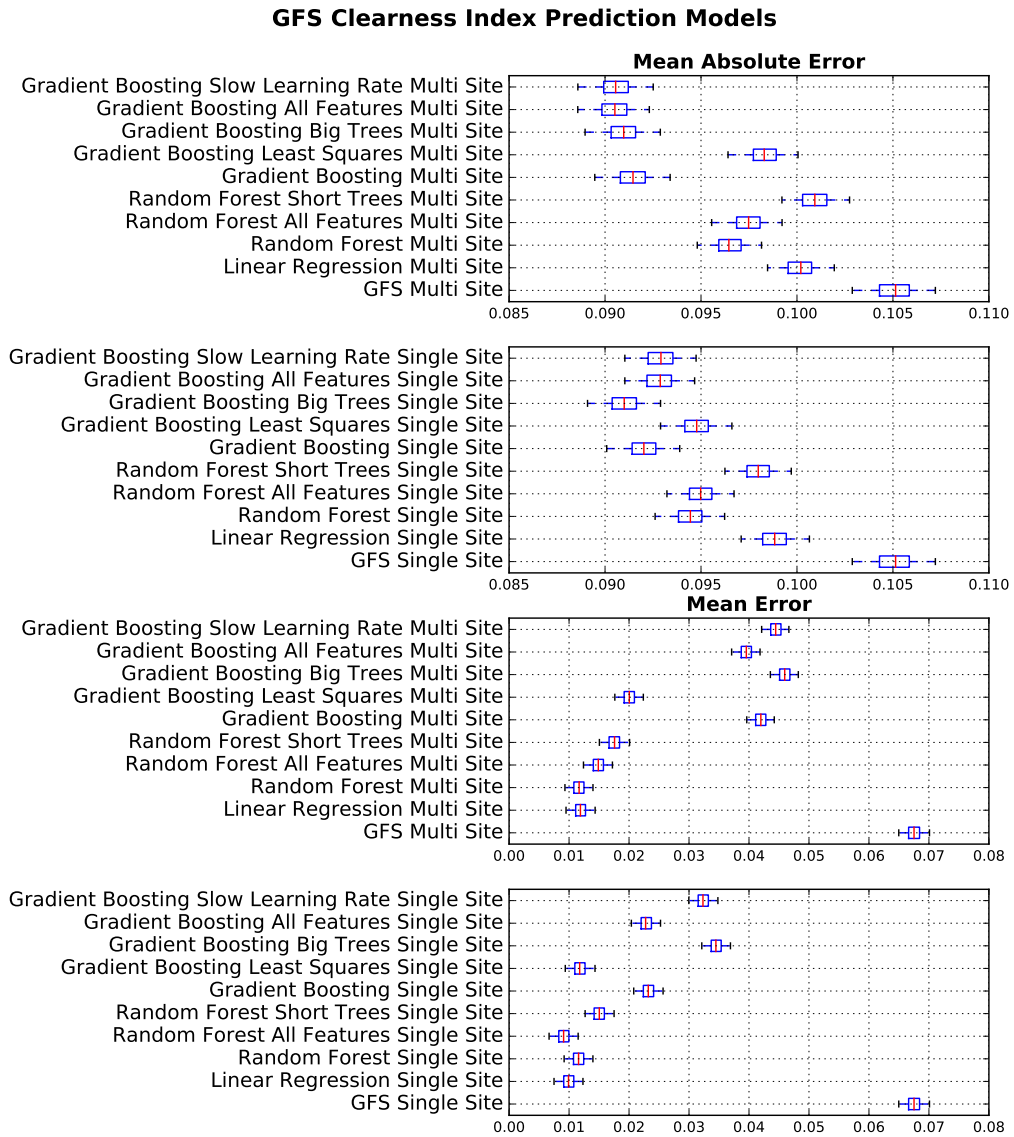 GFS Clearness Index Prediction Models
Mean Absolute Error
Gradient Boosting Slow Learning Rate Multi Site
Gradient Boosting All Features Multi Site
Gradient Boosting Big Trees Multi Site
Gradient Boosting Least Squares Multi Site
Gradient Boosting Multi Site
Random Forest Short Trees Multi Site
Random Forest All Features Multi Site
Random Forest Multi Site
Linear Regression Multi Site
GFS Multi Site
0.085 0.090 0.095 0.100 0.105 0.110
Gradient Boosting Slow Learning Rate Single Site
Gradient Boosting All Features Single Site
Gradient Boosting Big Trees Single Site
Gradient Boosting Least Squares Single Site
Gradient Boosting Single Site
Random Forest Short Trees Single Site
Random Forest All Features Single Site
Random Forest Single Site
Linear Regression Single Site
GFS Single Site
0.085 0.090 0.095 0.100 0.105 0.110
Mean Error
Gradient Boosting Slow Learning Rate Multi Site
Gradient Boosting All Features Multi Site
Gradient Boosting Big Trees Multi Site
Gradient Boosting Least Squares Multi Site
Gradient Boosting Multi Site
Random Forest Short Trees Multi Site
Random Forest All Features Multi Site
Random Forest Multi Site
Linear Regression Multi Site
GFS Multi Site
0.00 0.01 0.02 0.03 0.04 0.05 0.06 0.07 0.08
Gradient Boosting Slow Learning Rate Single Site
Gradient Boosting All Features Single Site
Gradient Boosting Big Trees Single Site
Gradient Boosting Least Squares Single Site
Gradient Boosting Single Site
Random Forest Short Trees Single Site
Random Forest All Features Single Site
Random Forest Single Site
Linear Regression Single Site
GFS Single Site
0.00 0.01 0.02 0.03 0.04 0.05 0.06 0.07 0.08